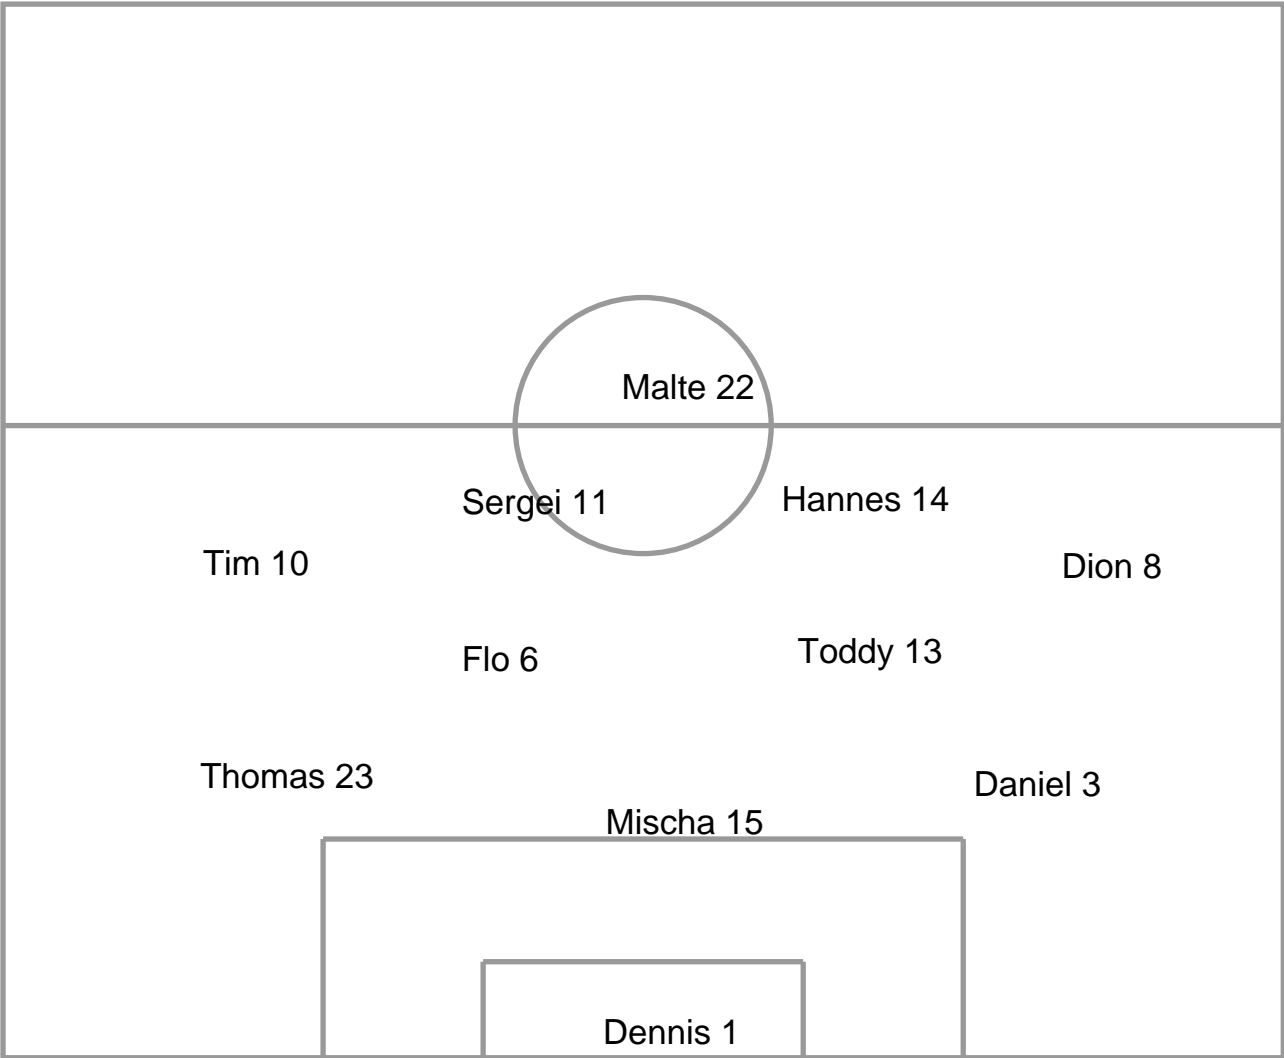 Malte 22
Sergei 11
Hannes 14
Tim 10
Dion 8
Flo 6
Toddy 13
Thomas 23
Daniel 3
Mischa 15
Dennis 1